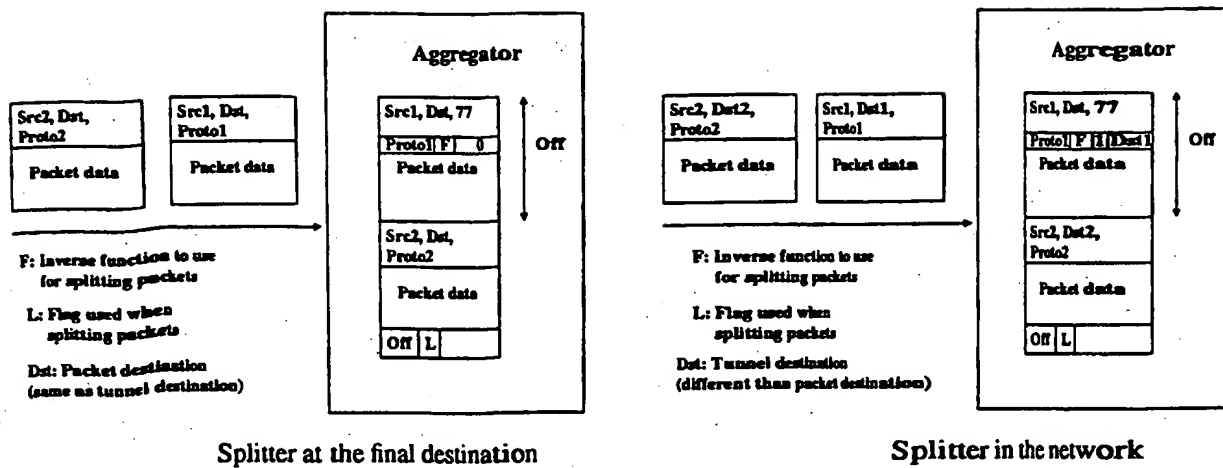 Aggregator
Src2, Dst,
Proto2
Packet data
Src1, Dst,
Proto1
Packet data
Src1, Dst, 77
Proto1 F 0
Packet data
Off
Src2, Dst,
Proto2
Packet data
Off L
F: Inverse function to use
for splitting packets
L: Flag used when
splitting packets
Dst: Packet destination
(same as tunnel destination)
Splitter at the final destination
Aggregator
Src2, Dst2,
Proto2
Packet data
Src1, Dst1,
Proto1
Packet data
Src1, Dst, 77
Proto1 F 1 Dst1
Packet data
Off
Src2, Dst2,
Proto2
Packet data
Off L
F: Inverse function to use
for splitting packets
L: Flag used when
splitting packets
Dst: Tunnel destination
(different than packet destination)
Splitter in the network